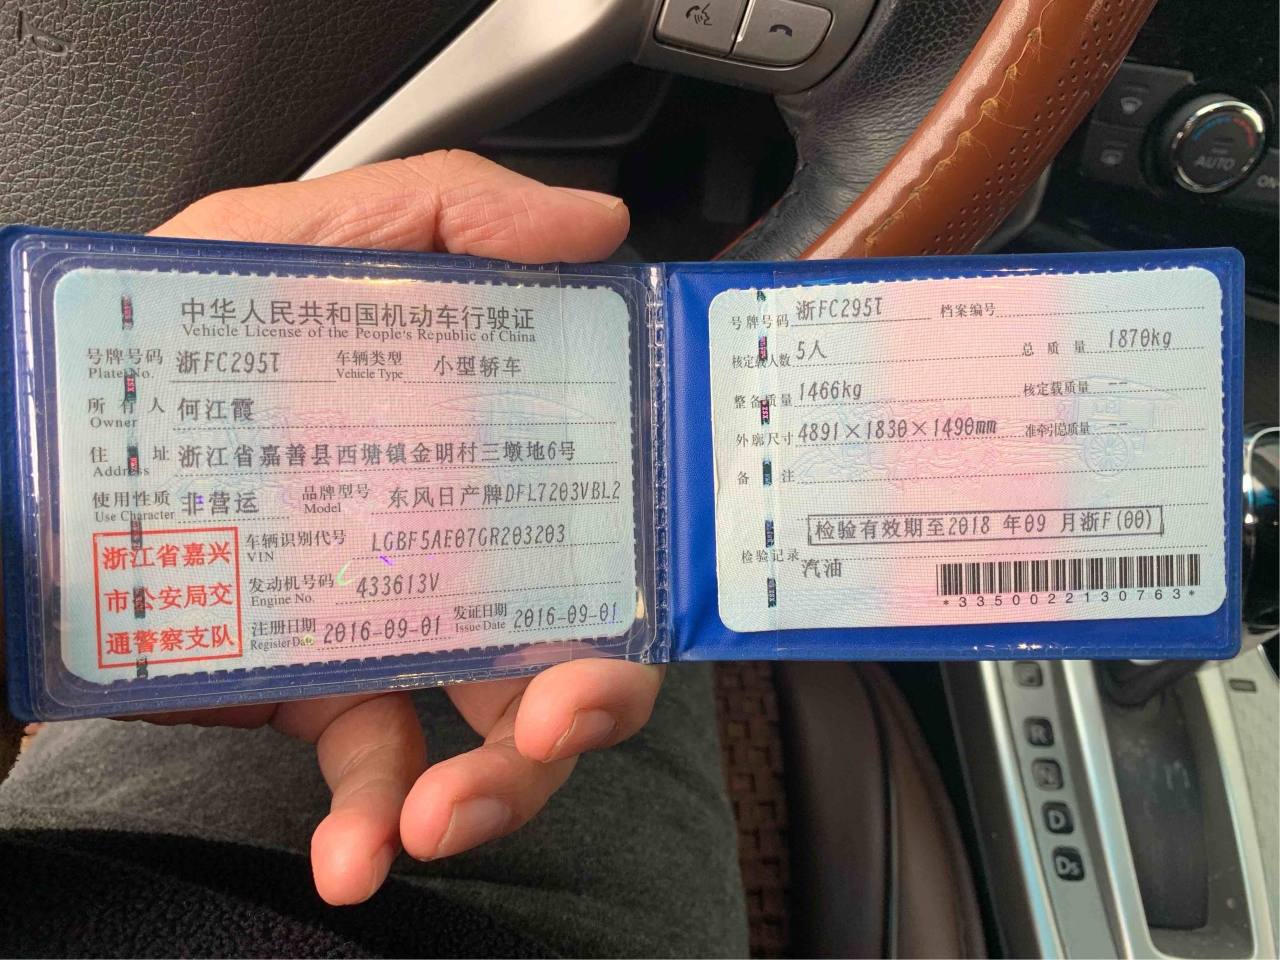 中华人民共和国机动车行驶证
Vehicle License of the People's Republic of China
号牌号码 浙FC295T 车辆类型 小型轿车
Plate No. Vehicle Type
所有人 何江霞
Owner
住址 浙江省嘉善县西塘镇金明村三墩地6号
Address
使用性质 非营运 品牌型号 东风日产牌DFL7203VBL2
Use Character Model
浙江省嘉兴
市公安局交
通警察支队
车辆识别代号 LGBF5AE07GR203203
VIN
发动机号码 433613V
Engine No.
注册日期 2016-09-01 发证日期 2016-09-01
Register Date Issue Date
号牌号码 浙FC295T 档案编号
核定载人数 5人 总质量 1870kg
整备质量 1466kg 核定载质量 --
外廓尺寸 4891×1830×1490mm 准牵引总质量 --
备注
检验有效期至2018 年09 月浙F(00)
检验记录
汽油
*3350022130763*
AUTO
ON
R
N
D
Ds